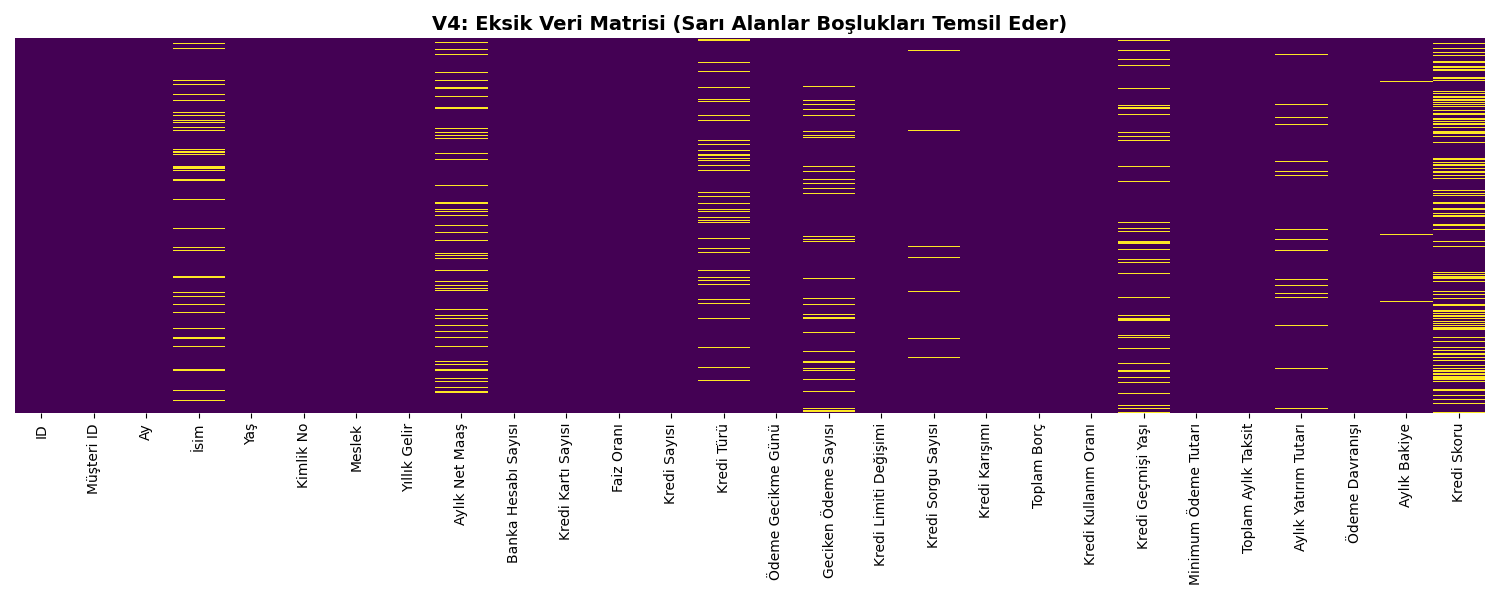 V4: Eksik Veri Matrisi (Sarı Alanlar Boşlukları Temsil Eder)
ID
Müşteri ID
Ay
İsim
Yaş
Kimlik No
Meslek
Yıllık Gelir
Aylık Net Maaş
Banka Hesabı Sayısı
Kredi Kartı Sayısı
Faiz Oranı
Kredi Sayısı
Kredi Türü
Ödeme Gecikme Günü
Geciken Ödeme Sayısı
Kredi Limiti Değişimi
Kredi Sorgu Sayısı
Kredi Karışımı
Toplam Borç
Kredi Kullanım Oranı
Kredi Geçmişi Yaşı
Minimum Ödeme Tutarı
Toplam Aylık Taksit
Aylık Yatırım Tutarı
Ödeme Davranışı
Aylık Bakiye
Kredi Skoru